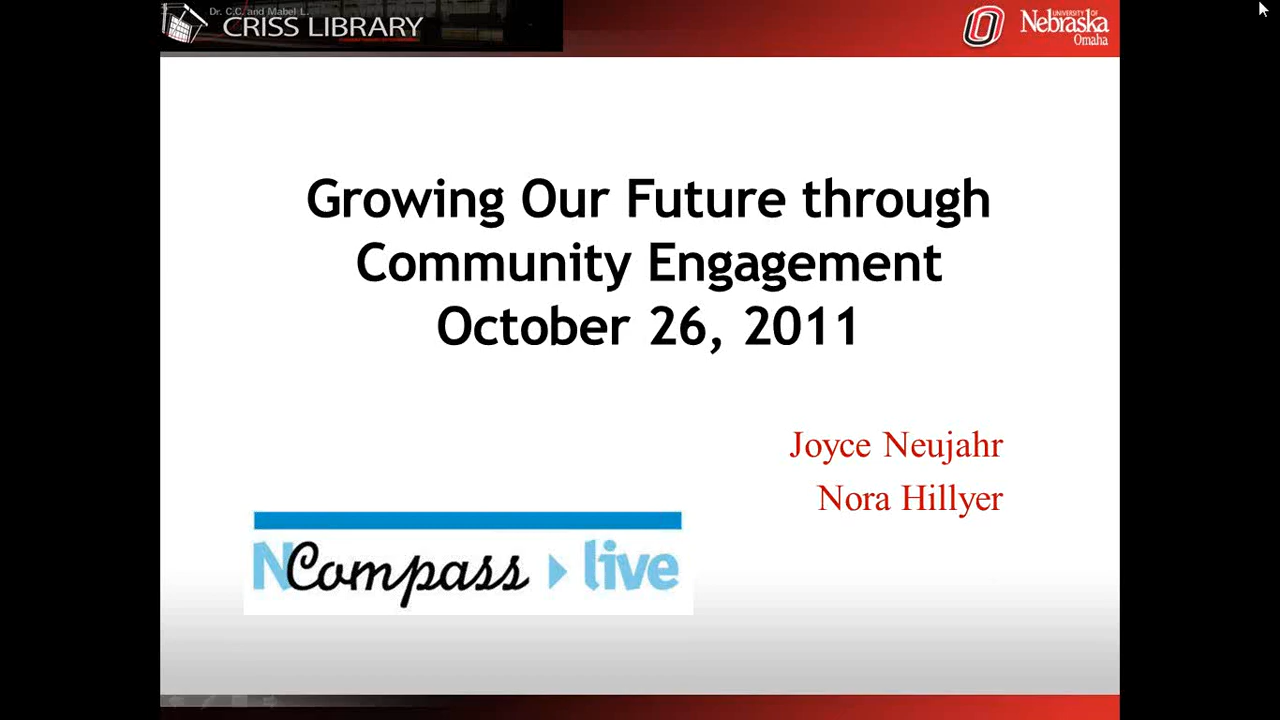 Dr. C.C. and Mabel L.
CRISS LIBRARY
UNIVERSITY OF
Nebraska
Omaha
Growing Our Future through
Community Engagement
October 26, 2011
Joyce Neujahr
Nora Hillyer
NCompass live